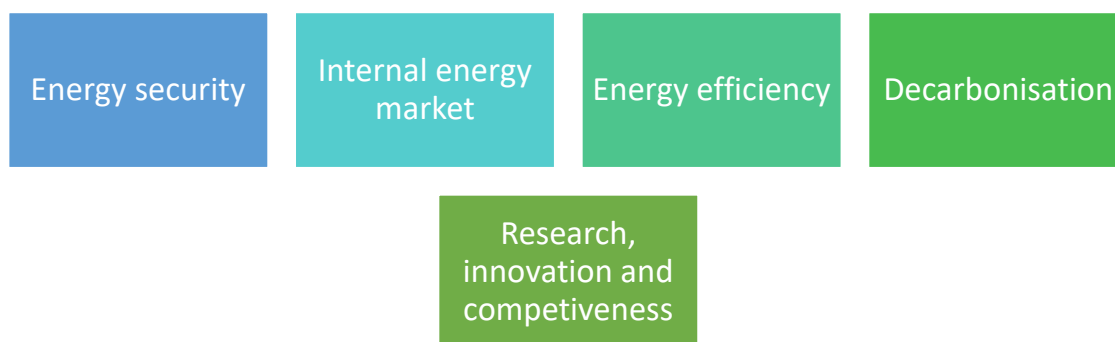 Energy security
Internal energy
market
Energy efficiency
Decarbonisation
Research,
innovation and
competiveness